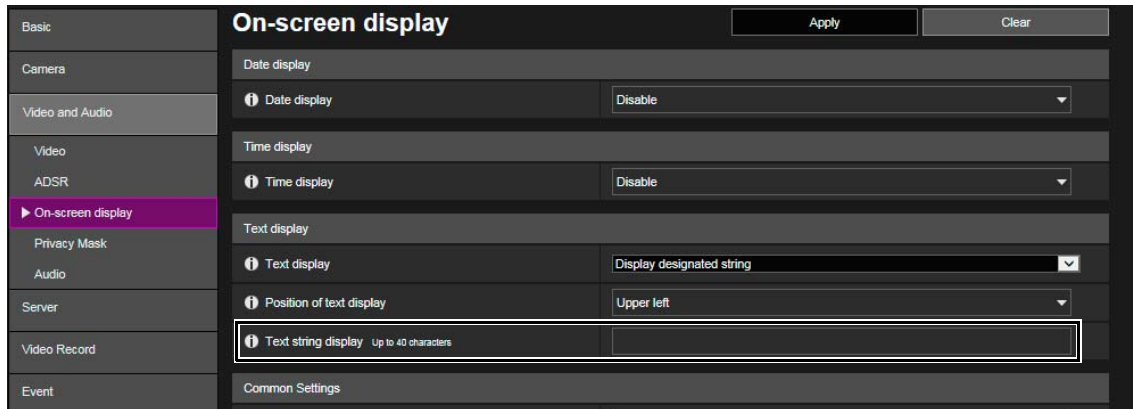 Basic
Camera
Video and Audio
Video
ADSR
On-screen display
Privacy Mask
Audio
Server
Video Record
Event
On-screen display
Apply
Clear
Date display
Date display Disable
Time display
Time display Disable
Text display
Text display Display designated string
Position of text display Upper left
Text string display Up to 40 characters
Common Settings